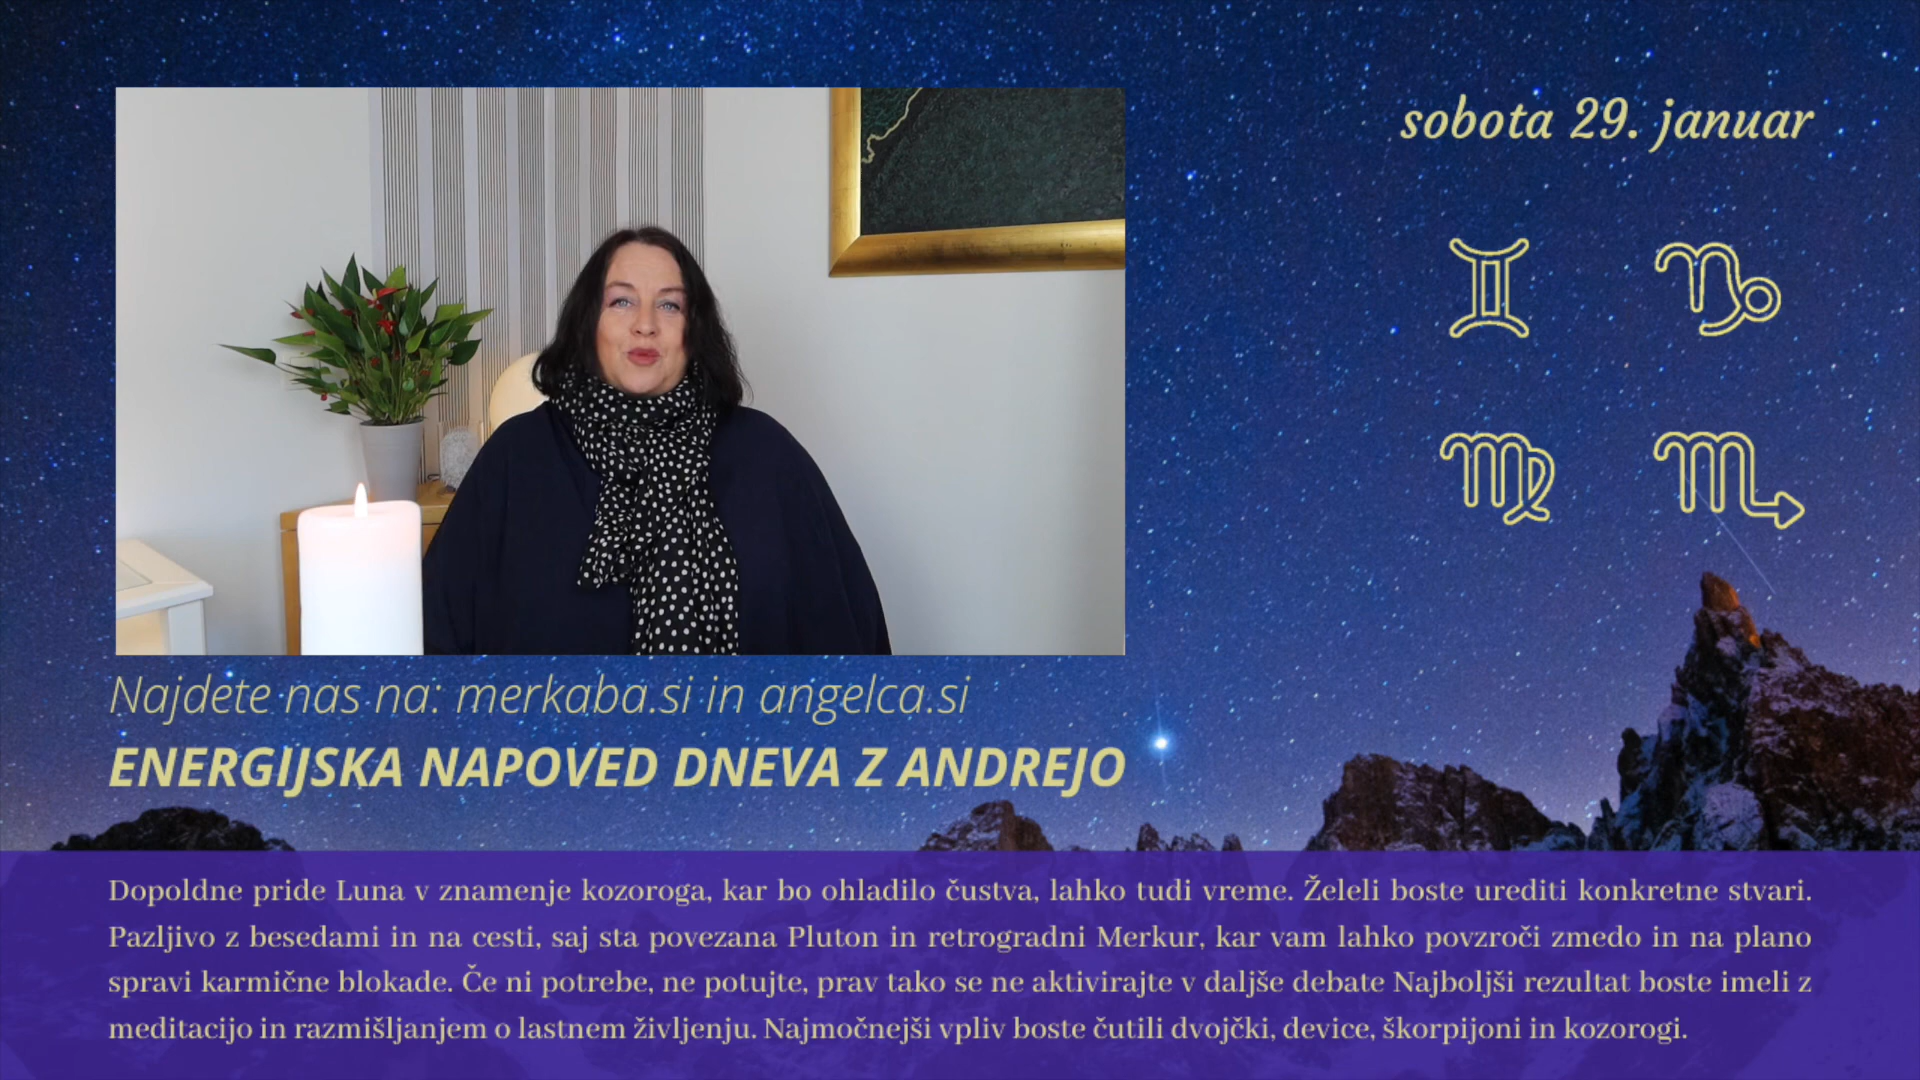 sobota 29. januar
Najdete nas na: merkaba.si in angelca.si
ENERGIJSKA NAPOVED DNEVA Z ANDREJO
Dopoldne pride Luna v znamenje kozoroga, kar bo ohladilo čustva, lahko tudi vreme. Želeli boste urediti konkretne stvari.
Pazljivo z besedami in na cesti, saj sta povezana Pluton in retrogradni Merkur, kar vam lahko povzroči zmedo in na plano
spravi karmične blokade. Če ni potrebe, ne potujte, prav tako se ne aktivirajte v daljše debate Najboljši rezultat boste imeli z
meditacijo in razmišljanjem o lastnem življenju. Najmočnejši vpliv boste čutili dvojčki, device, škorpijoni in kozorogi.